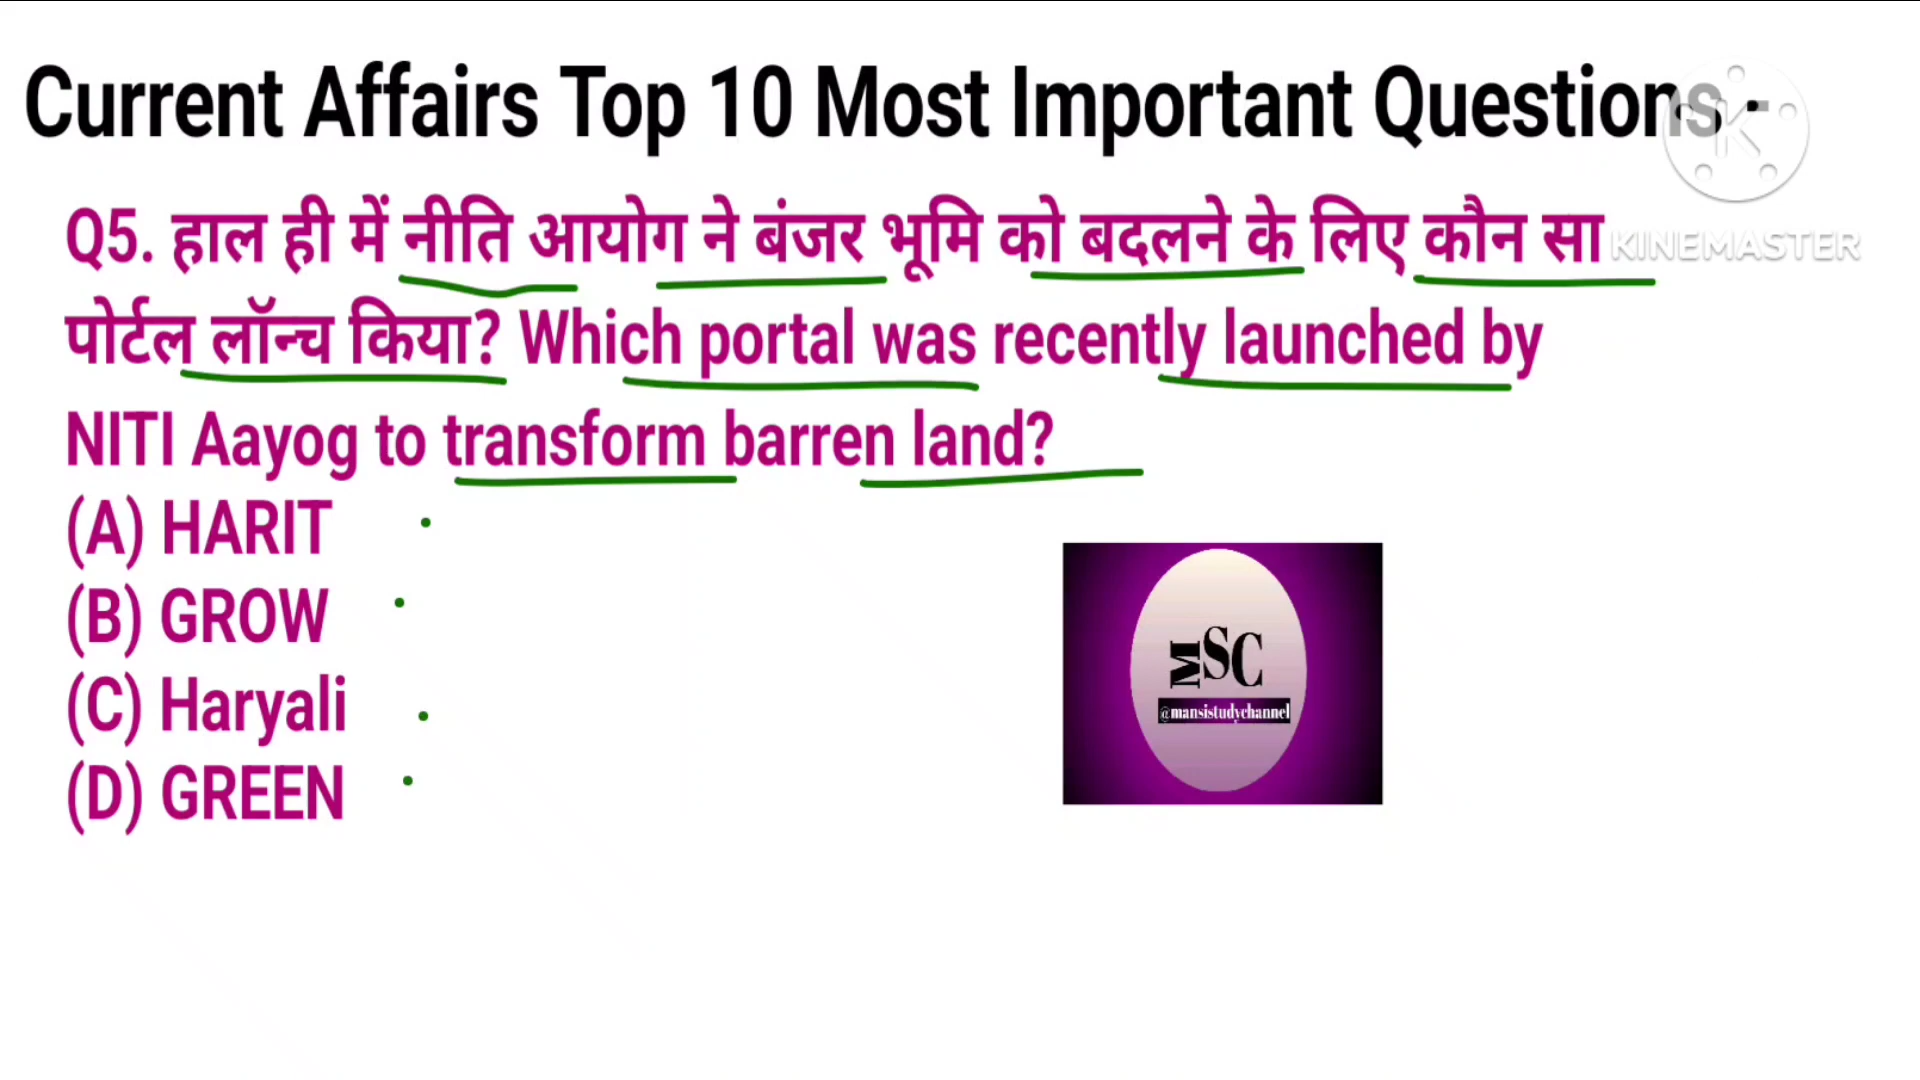 Current Affairs Top 10 Most Important Questions -
Q5. हाल ही में नीति आयोग ने बंजर भूमि को बदलने के लिए कौन सा
KINEMASTER
पोर्टल लॉन्च किया? Which portal was recently launched by
NITI Aayog to transform barren land?
(A) HARIT
(B) GROW
(C) Haryali
(D) GREEN
MSC
@mansistudychannel